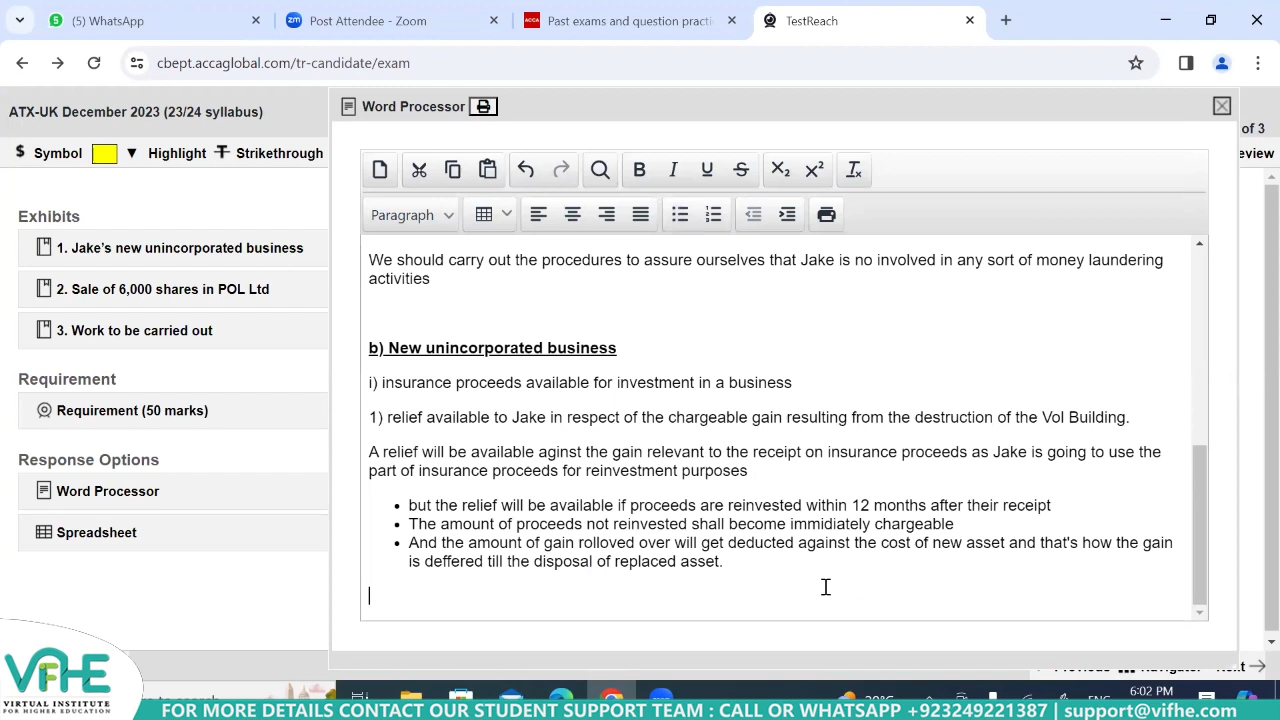 (5) WhatsApp
Post Attendee - Zoom
Past exams and question practi
TestReach
cbept.accaglobal.com/tr-candidate/exam
ATX-UK December 2023 (23/24 syllabus)
Word Processor
of 3
$ Symbol
Highlight
Strikethrough
eview
Paragraph
Exhibits
1. Jake's new unincorporated business
2. Sale of 6,000 shares in POL Ltd
3. Work to be carried out
Requirement
Requirement (50 marks)
Response Options
Word Processor
Spreadsheet
We should carry out the procedures to assure ourselves that Jake is no involved in any sort of money laundering
activities
b) New unincorporated business
i) insurance proceeds available for investment in a business
1) relief available to Jake in respect of the chargeable gain resulting from the destruction of the Vol Building.
A relief will be available aginst the gain relevant to the receipt on insurance proceeds as Jake is going to use the
part of insurance proceeds for reinvestment purposes
• but the relief will be available if proceeds are reinvested within 12 months after their receipt
• The amount of proceeds not reinvested shall become immidiately chargeable
• And the amount of gain rolloved over will get deducted against the cost of new asset and that's how the gain
is deffered till the disposal of replaced asset.
6:02 PM
VFHE
VIRTUAL INSTITUTE
FOR HIGHER EDUCATION
FOR MORE DETAILS CONTACT OUR STUDENT SUPPORT TEAM : CALL OR WHATSAPP +923249221387 | support@vifhe.com